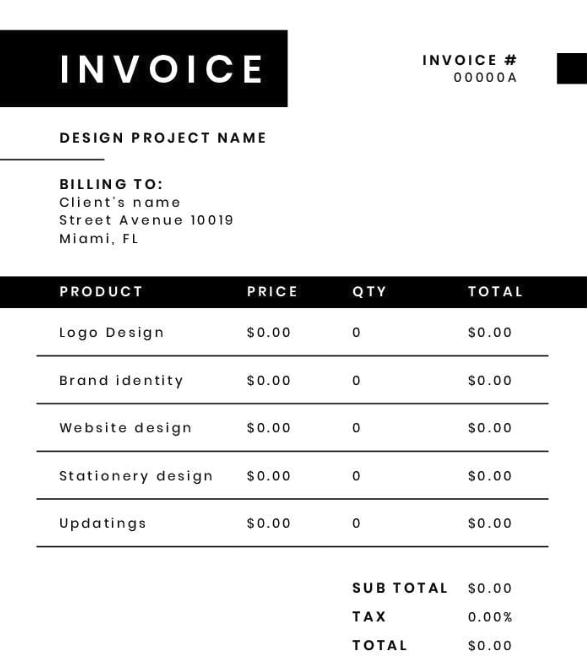 INVOICE
INVOICE #
00000A
DESIGN PROJECT NAME
BILLING TO:
Client's name
Street Avenue 10019
Miami, FL
PRODUCT PRICE QTY TOTAL
Logo Design $0.00 0 $0.00
Brand identity $0.00 0 $0.00
Website design $0.00 0 $0.00
Stationery design $0.00 0 $0.00
Updatings $0.00 0 $0.00
SUB TOTAL $0.00
TAX 0.00%
TOTAL $0.00